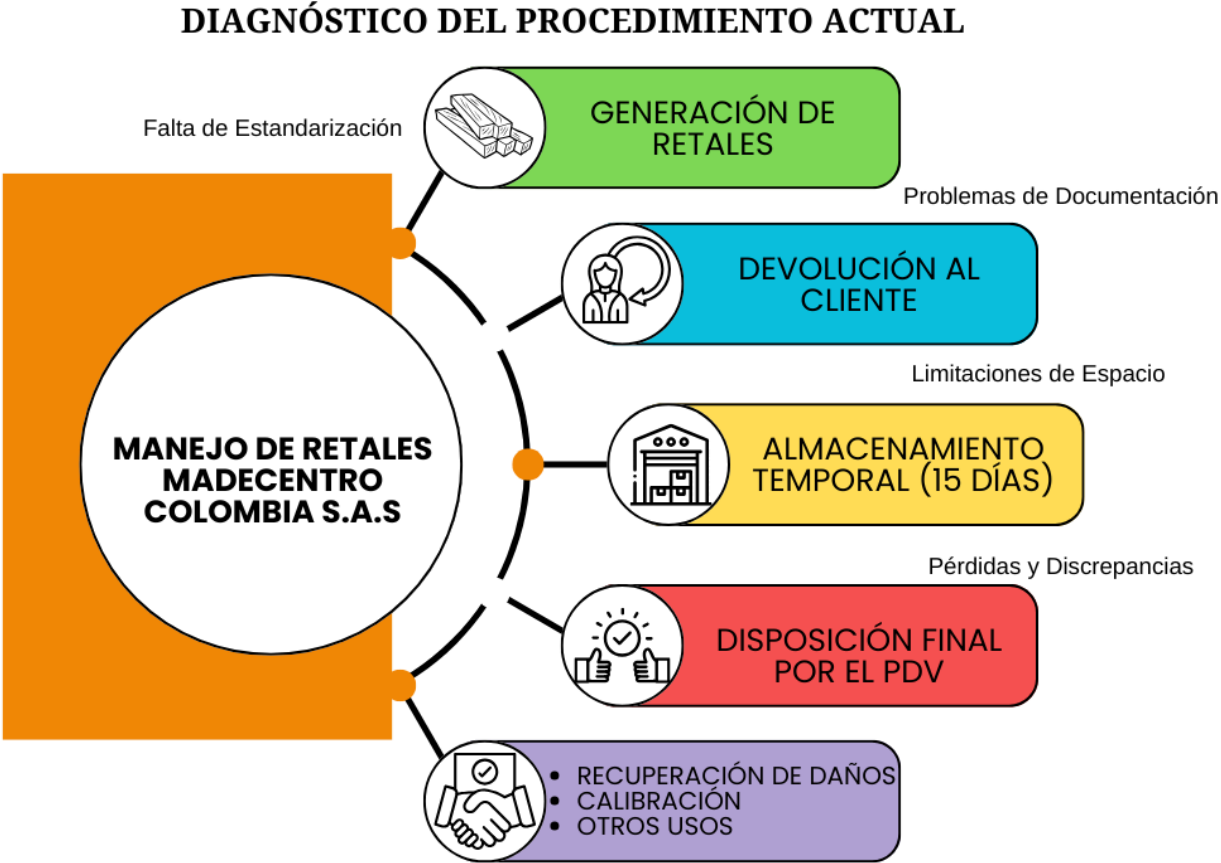 DIAGNÓSTICO DEL PROCEDIMIENTO ACTUAL
Falta de Estandarización
GENERACIÓN DE
RETALES
Problemas de Documentación
DEVOLUCIÓN AL
CLIENTE
Limitaciones de Espacio
MANEJO DE RETALES
MADECENTRO
COLOMBIA S.A.S
ALMACENAMIENTO
TEMPORAL (15 DÍAS)
Pérdidas y Discrepancias
DISPOSICIÓN FINAL
POR EL PDV
• RECUPERACIÓN DE DAÑOS
• CALIBRACIÓN
• OTROS USOS